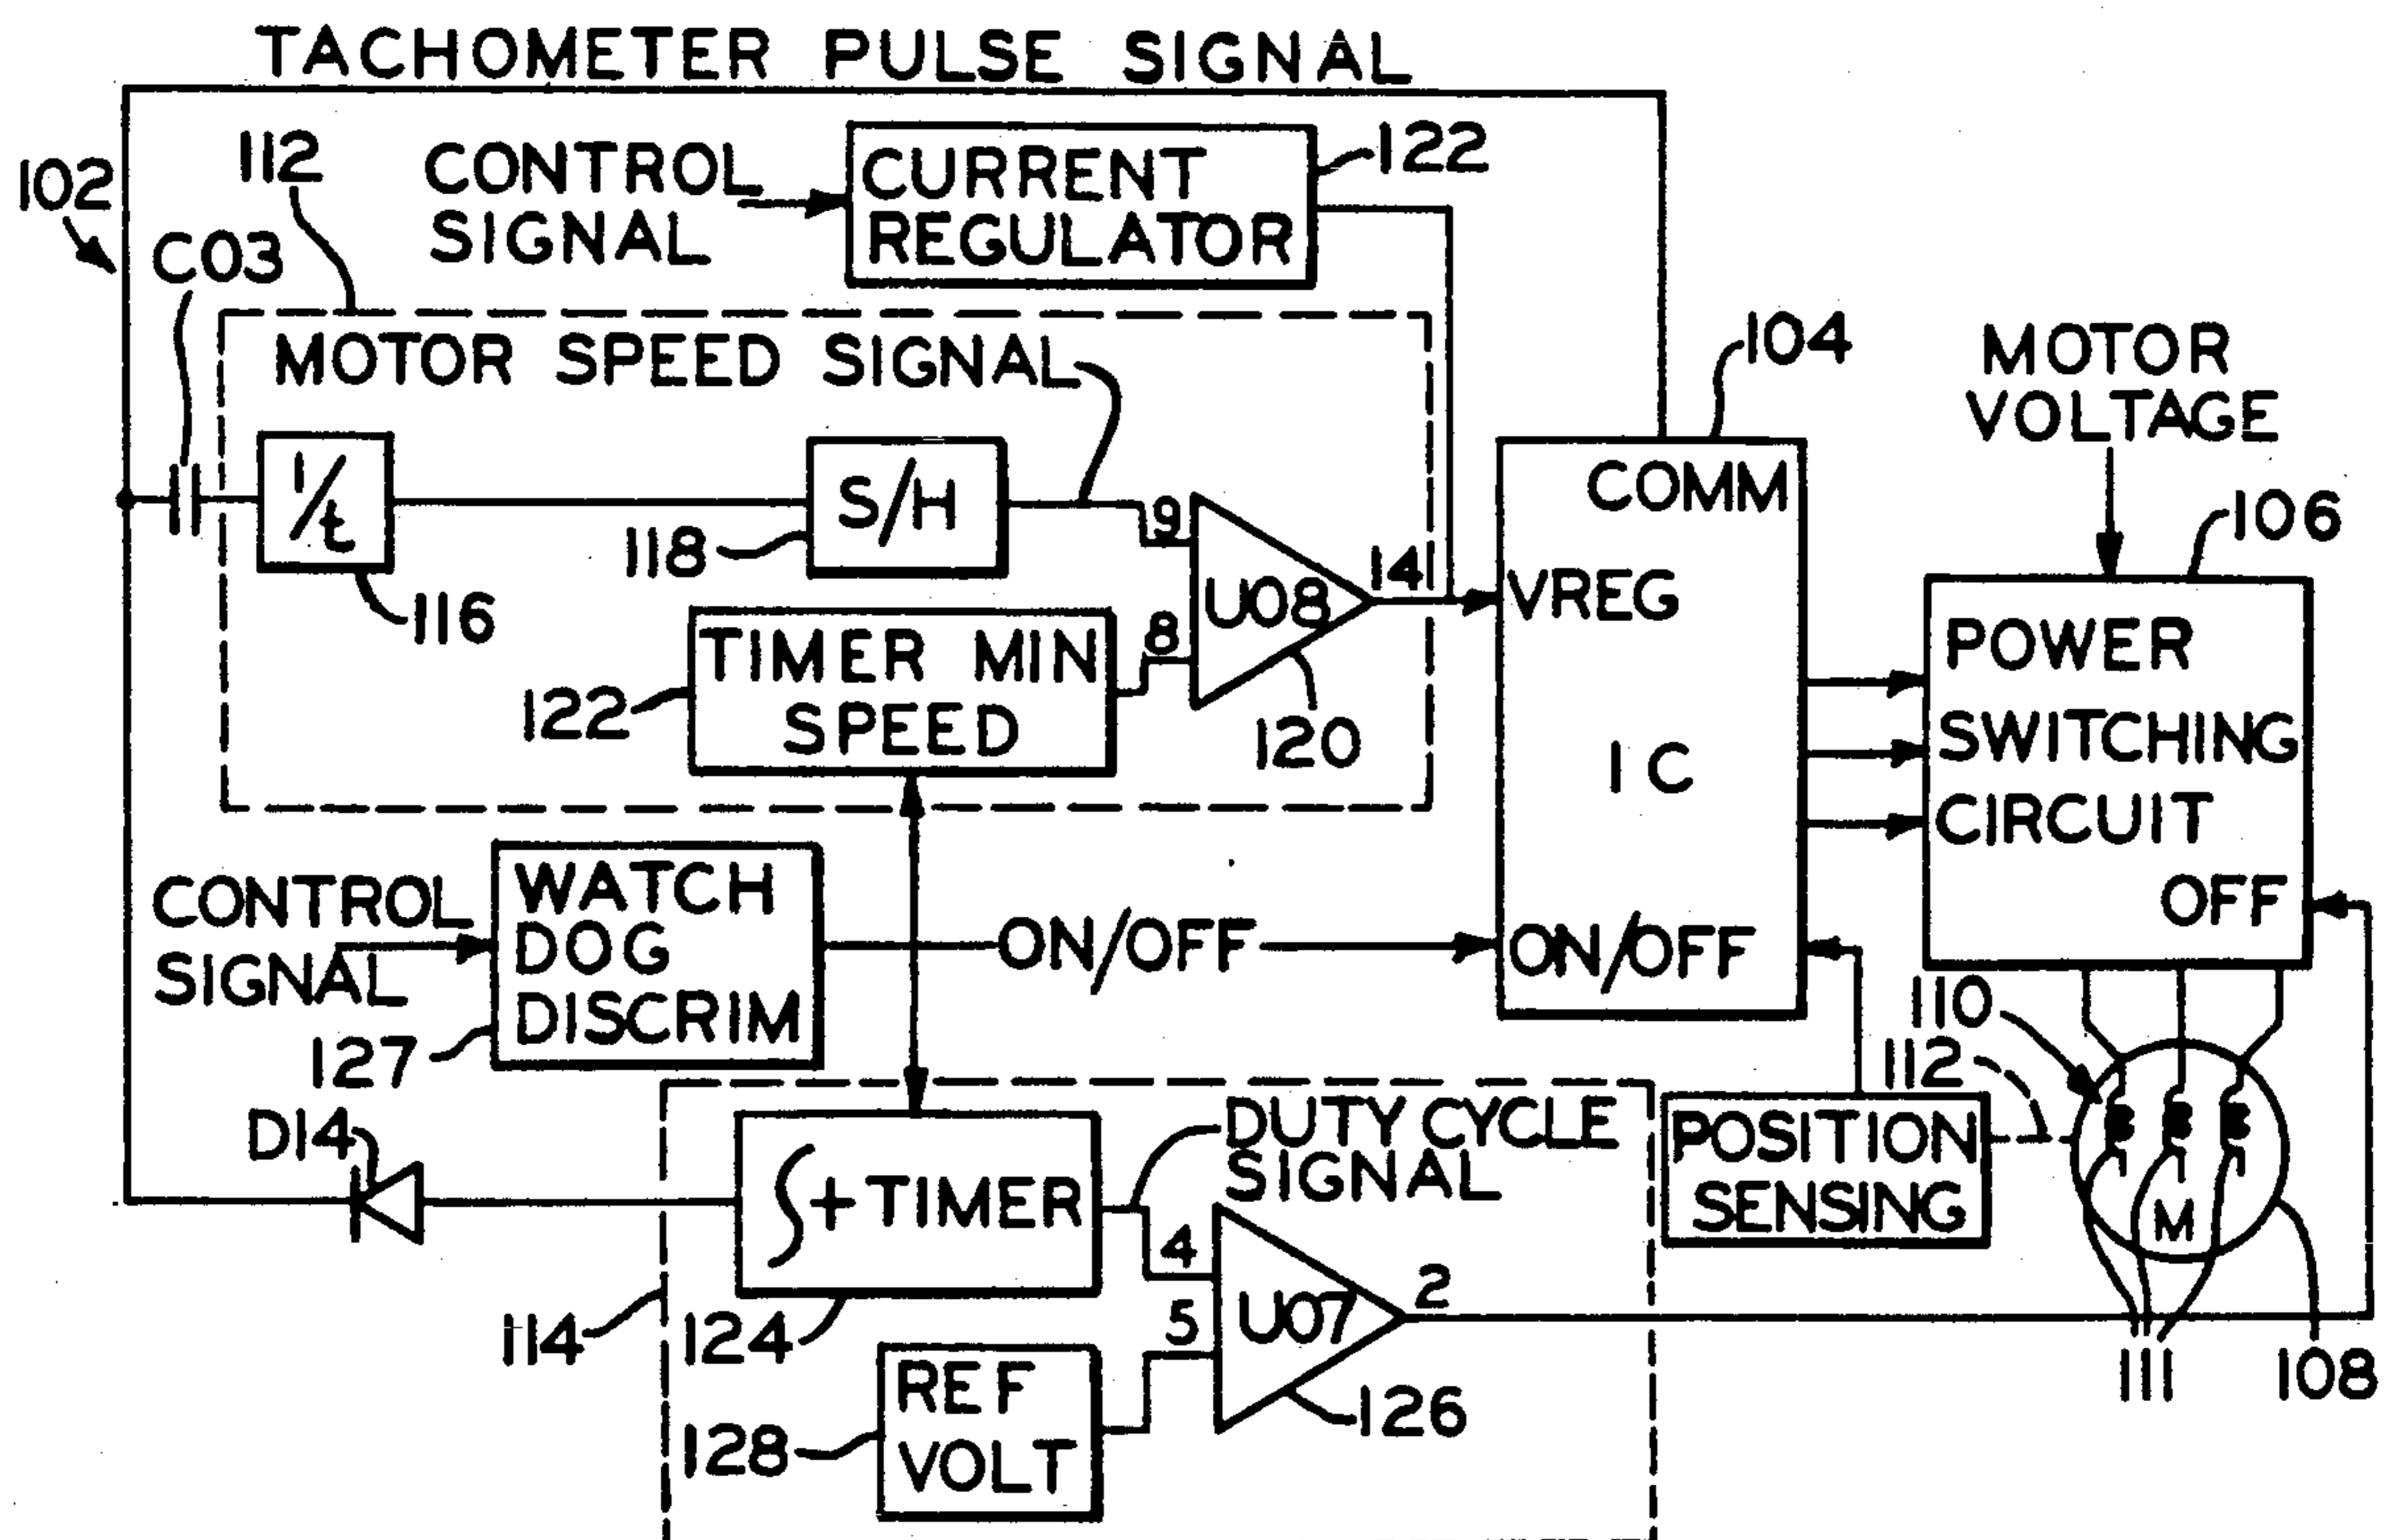 TACHOMETER PULSE SIGNAL
102
112
CONTROL
SIGNAL
CURRENT
REGULATOR
122
C03
MOTOR SPEED SIGNAL
104
MOTOR
VOLTAGE
1/t
116
S/H
118
9
8
U08
14
120
TIMER MIN
SPEED
122
COMM
VREG
IC
ON/OFF
106
POWER
SWITCHING
CIRCUIT
OFF
CONTROL
SIGNAL
WATCH
DOG
DISCRIM
127
ON/OFF
110
112
D14
∫+TIMER
124
114
DUTY CYCLE
SIGNAL
4
5
U07
2
126
REF
VOLT
128
POSITION
SENSING
M
111
108